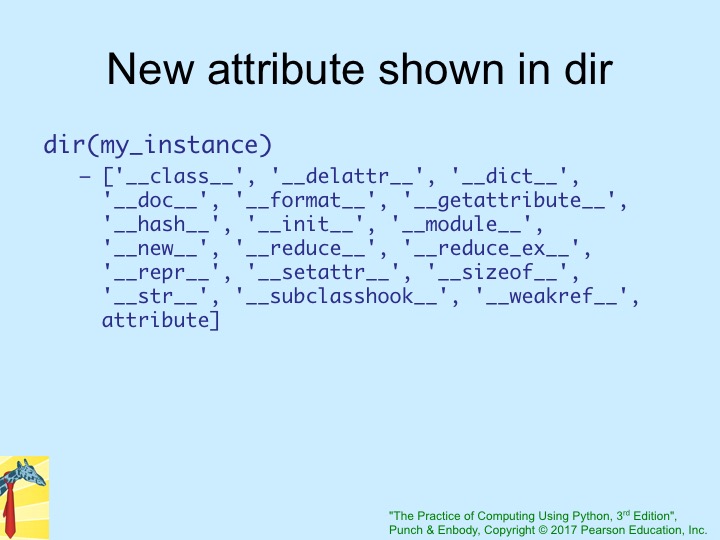 New attribute shown in dir
dir(my_instance)
– ['__class__', '__delattr__', '__dict__',
'__doc__', '__format__', '__getattribute__',
'__hash__', '__init__', '__module__',
'__new__', '__reduce__', '__reduce_ex__',
'__repr__', '__setattr__', '__sizeof__',
'__str__', '__subclasshook__', '__weakref__',
attribute]
"The Practice of Computing Using Python, 3rd Edition",
Punch & Enbody, Copyright © 2017 Pearson Education, Inc.